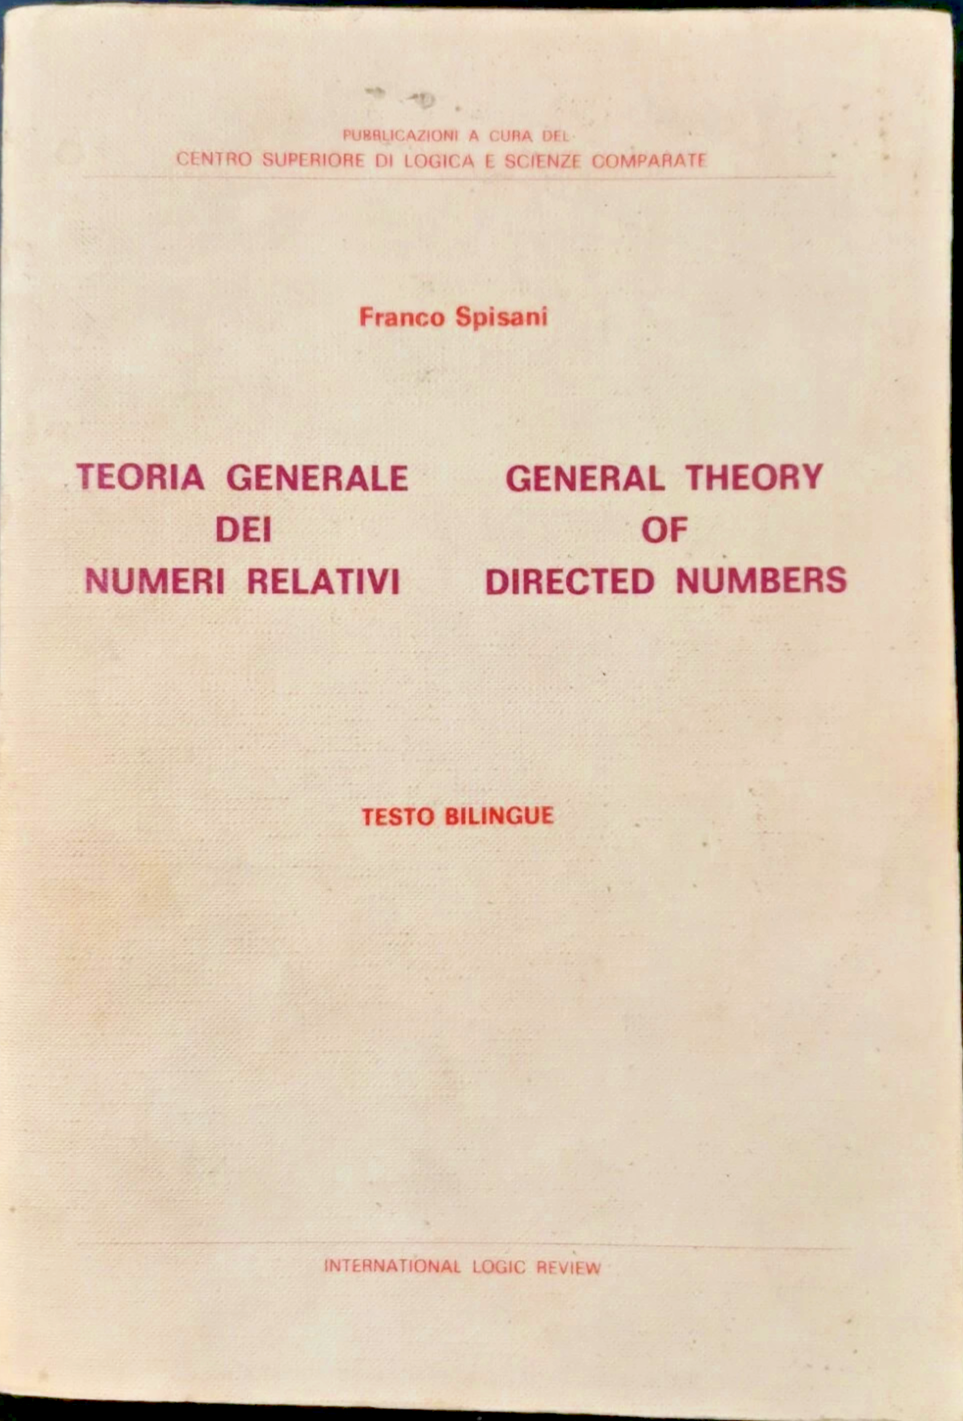 PUBBLICAZIONI A CURA DEL
CENTRO SUPERIORE DI LOGICA E SCIENZE COMPARATE
Franco Spisani
TEORIA GENERALE
DEI
NUMERI RELATIVI
GENERAL THEORY
OF
DIRECTED NUMBERS
TESTO BILINGUE
INTERNATIONAL LOGIC REVIEW